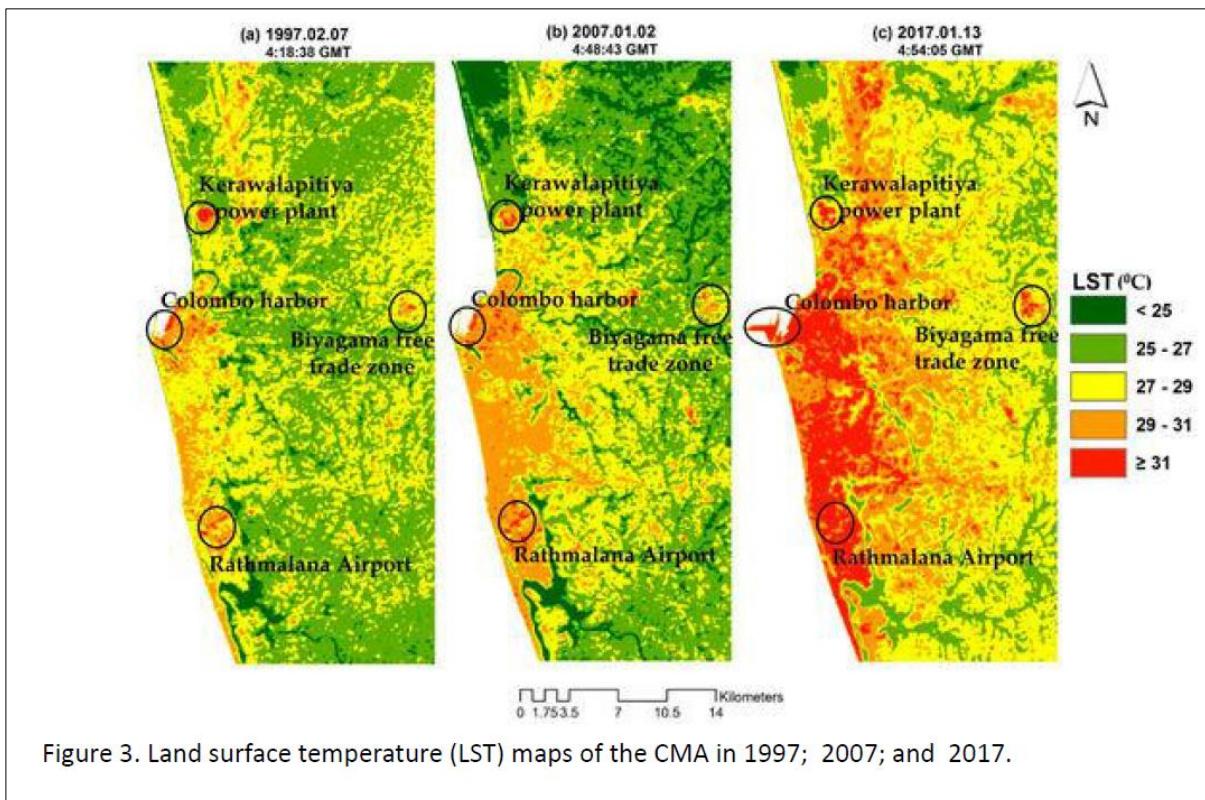 (a) 1997.02.07
4:18:38 GMT
Kerawalapitiya
power plant
Colombo harbor
Biyagama free
trade zone
Rathmalana Airport
(b) 2007.01.02
4:48:43 GMT
Kerawalapitiya
power plant
Colombo harbor
Biyagama free
trade zone
Rathmalana Airport
(c) 2017.01.13
4:54:05 GMT
Kerawalapitiya
power plant
Colombo harbor
Biyagama free
trade zone
Rathmalana Airport
N
LST (⁰C)
< 25
25 - 27
27 - 29
29 - 31
≥ 31
Kilometers
0 1.75 3.5 7 10.5 14
Figure 3. Land surface temperature (LST) maps of the CMA in 1997; 2007; and 2017.